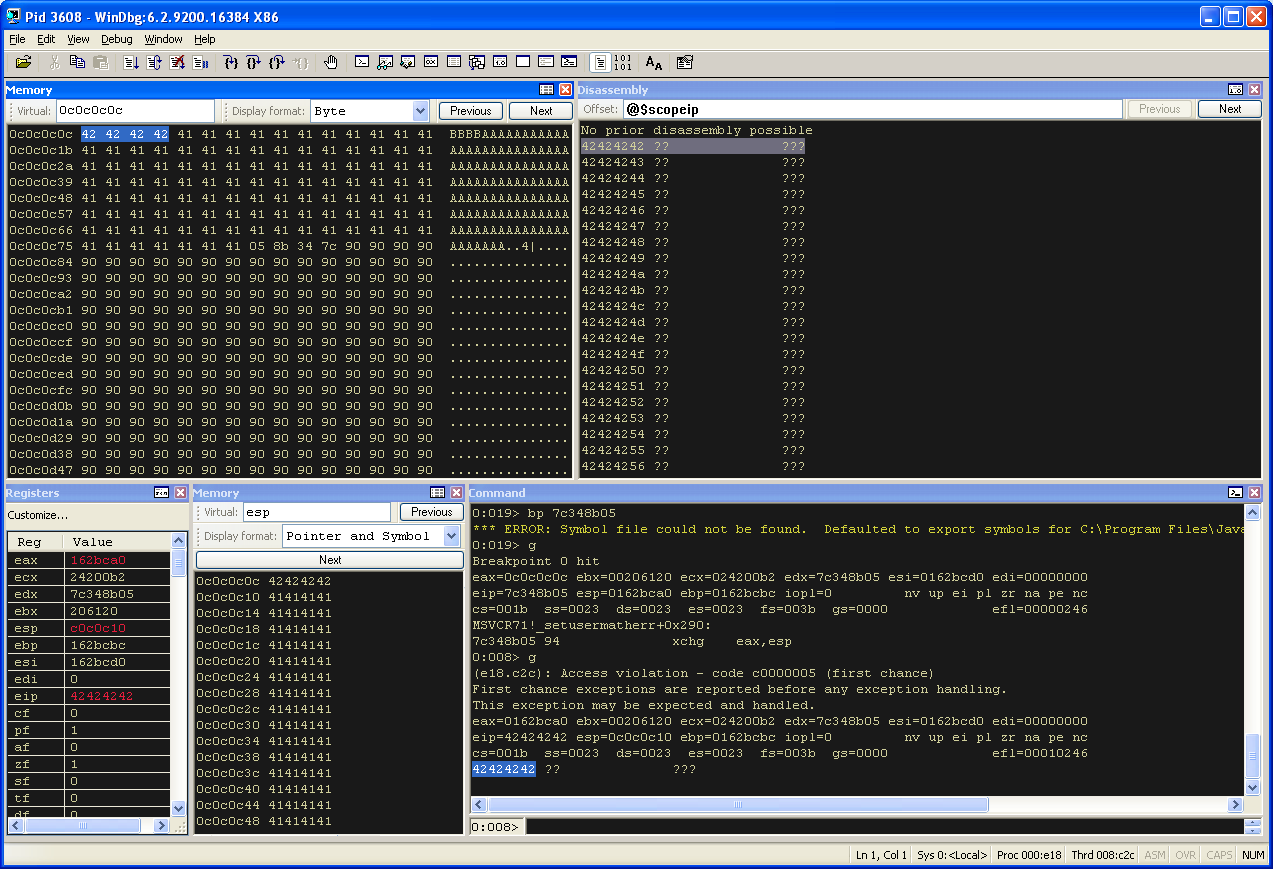 Pid 3608 - WinDbg:6.2.9200.16384 X86
File Edit View Debug Window Help
Memory
Virtual: 0c0c0c0c Display format: Byte Previous Next
0c0c0c0c 42 42 42 42 41 41 41 41 41 41 41 41 41 41 41 BBBBAAAAAAAAAAA
0c0c0c1b 41 41 41 41 41 41 41 41 41 41 41 41 41 41 41 AAAAAAAAAAAAAAA
0c0c0c2a 41 41 41 41 41 41 41 41 41 41 41 41 41 41 41 AAAAAAAAAAAAAAA
0c0c0c39 41 41 41 41 41 41 41 41 41 41 41 41 41 41 41 AAAAAAAAAAAAAAA
0c0c0c48 41 41 41 41 41 41 41 41 41 41 41 41 41 41 41 AAAAAAAAAAAAAAA
0c0c0c57 41 41 41 41 41 41 41 41 41 41 41 41 41 41 41 AAAAAAAAAAAAAAA
0c0c0c66 41 41 41 41 41 41 41 41 41 41 41 41 41 41 41 AAAAAAAAAAAAAAA
0c0c0c75 41 41 41 41 41 41 41 05 8b 34 7c 90 90 90 90 AAAAAAA..4|....
0c0c0c84 90 90 90 90 90 90 90 90 90 90 90 90 90 90 90 ...............
0c0c0c93 90 90 90 90 90 90 90 90 90 90 90 90 90 90 90 ...............
0c0c0ca2 90 90 90 90 90 90 90 90 90 90 90 90 90 90 90 ...............
0c0c0cb1 90 90 90 90 90 90 90 90 90 90 90 90 90 90 90 ...............
0c0c0cc0 90 90 90 90 90 90 90 90 90 90 90 90 90 90 90 ...............
0c0c0ccf 90 90 90 90 90 90 90 90 90 90 90 90 90 90 90 ...............
0c0c0cde 90 90 90 90 90 90 90 90 90 90 90 90 90 90 90 ...............
0c0c0ced 90 90 90 90 90 90 90 90 90 90 90 90 90 90 90 ...............
0c0c0cfc 90 90 90 90 90 90 90 90 90 90 90 90 90 90 90 ...............
0c0c0d0b 90 90 90 90 90 90 90 90 90 90 90 90 90 90 90 ...............
0c0c0d1a 90 90 90 90 90 90 90 90 90 90 90 90 90 90 90 ...............
0c0c0d29 90 90 90 90 90 90 90 90 90 90 90 90 90 90 90 ...............
0c0c0d38 90 90 90 90 90 90 90 90 90 90 90 90 90 90 90 ...............
0c0c0d47 90 90 90 90 90 90 90 90 90 90 90 90 90 90 90 ...............
Disassembly
Offset: @$scopeip Previous Next
No prior disassembly possible
42424242 ?? ???
42424243 ?? ???
42424244 ?? ???
42424245 ?? ???
42424246 ?? ???
42424247 ?? ???
42424248 ?? ???
42424249 ?? ???
4242424a ?? ???
4242424b ?? ???
4242424c ?? ???
4242424d ?? ???
4242424e ?? ???
4242424f ?? ???
42424250 ?? ???
42424251 ?? ???
42424252 ?? ???
42424253 ?? ???
42424254 ?? ???
42424255 ?? ???
42424256 ?? ???
Registers
Customize...
Reg Value
eax 162bca0
ecx 24200b2
edx 7c348b05
ebx 206120
esp c0c0c10
ebp 162bcbc
esi 162bcd0
edi 0
eip 42424242
cf 0
pf 1
af 0
zf 1
sf 0
tf 0
df 0
Memory
Virtual: esp Previous
Display format: Pointer and Symbol
Next
0c0c0c0c 42424242
0c0c0c10 41414141
0c0c0c14 41414141
0c0c0c18 41414141
0c0c0c1c 41414141
0c0c0c20 41414141
0c0c0c24 41414141
0c0c0c28 41414141
0c0c0c2c 41414141
0c0c0c30 41414141
0c0c0c34 41414141
0c0c0c38 41414141
0c0c0c3c 41414141
0c0c0c40 41414141
0c0c0c44 41414141
0c0c0c48 41414141
Command
0:019> bp 7c348b05
*** ERROR: Symbol file could not be found.  Defaulted to export symbols for C:\Program Files\Java
0:019> g
Breakpoint 0 hit
eax=0c0c0c0c ebx=00206120 ecx=024200b2 edx=7c348b05 esi=0162bcd0 edi=00000000
eip=7c348b05 esp=0162bca0 ebp=0162bcbc iopl=0 nv up ei pl zr na pe nc
cs=001b ss=0023 ds=0023 es=0023 fs=003b gs=0000 efl=00000246
MSVCR71!_setusermatherr+0x290:
7c348b05 94 xchg eax,esp
0:008> g
(e18.c2c): Access violation - code c0000005 (first chance)
First chance exceptions are reported before any exception handling.
This exception may be expected and handled.
eax=0162bca0 ebx=00206120 ecx=024200b2 edx=7c348b05 esi=0162bcd0 edi=00000000
eip=42424242 esp=0c0c0c10 ebp=0162bcbc iopl=0 nv up ei pl zr na pe nc
cs=001b ss=0023 ds=0023 es=0023 fs=003b gs=0000 efl=00010246
42424242 ?? ???
0:008>
Ln 1, Col 1 Sys 0:<Local> Proc 000:e18 Thrd 008:c2c ASM OVR CAPS NUM